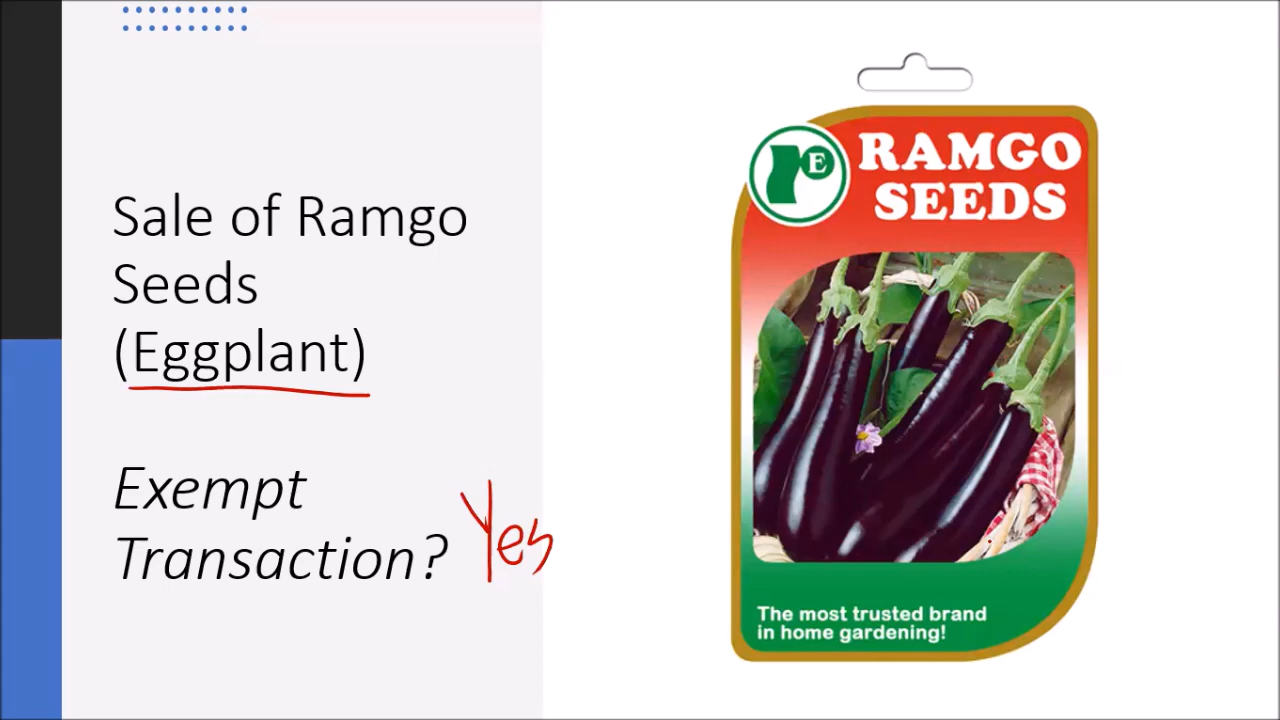 Sale of Ramgo
Seeds
(Eggplant)
Exempt
Transaction? Yes
r E
RAMGO
SEEDS
The most trusted brand
in home gardening!